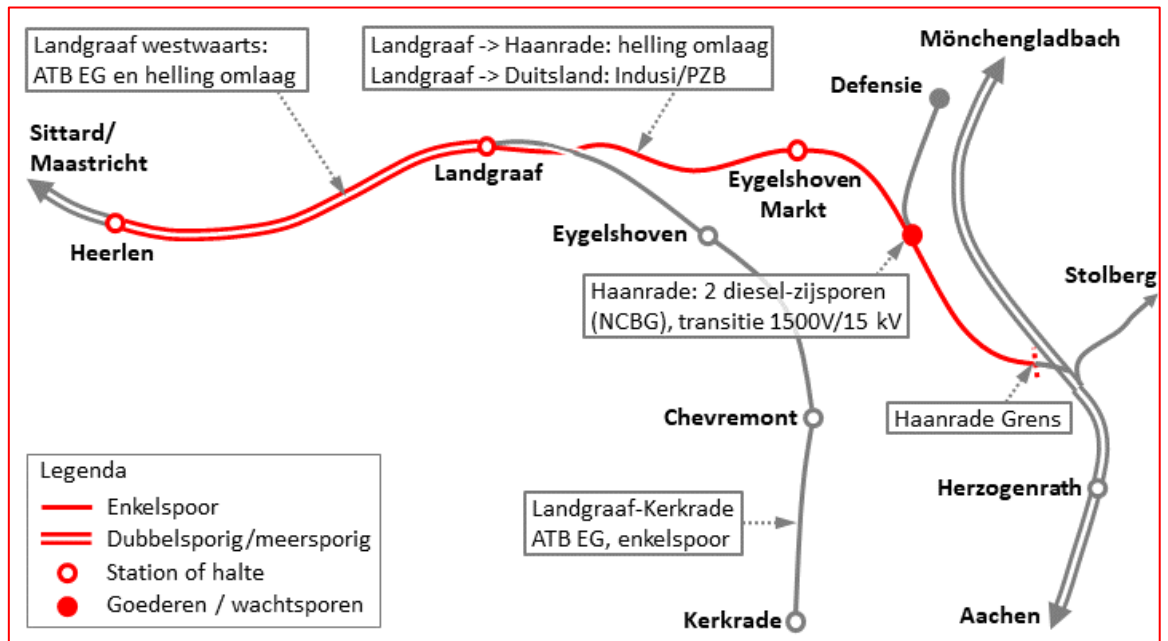 Landgraaf westwaarts:
ATB EG en helling omlaag
Landgraaf -> Haanrade: helling omlaag
Landgraaf -> Duitsland: Indusi/PZB
Mönchengladbach
Defensie
Sittard/
Maastricht
Landgraaf
Eygelshoven
Markt
Heerlen
Eygelshoven
Stolberg
Haanrade: 2 diesel-zijsporen
(NCBG), transitie 1500V/15 kV
Chevremont
Haanrade Grens
Legenda
Enkelspoor
Dubbelsporig/meersporig
Station of halte
Goederen / wachtsporen
Landgraaf-Kerkrade
ATB EG, enkelspoor
Herzogenrath
Kerkrade
Aachen